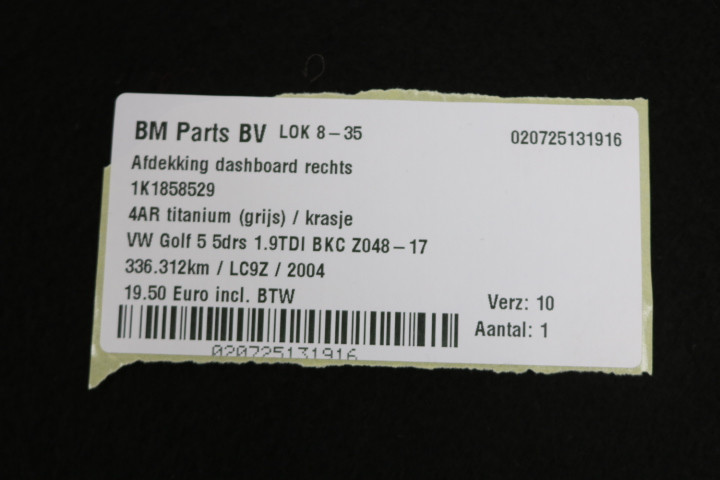 BM Parts BV LOK 8-35 020725131916
Afdekking dashboard rechts
1K1858529
4AR titanium (grijs) / krasje
VW Golf 5 5drs 1.9TDI BKC Z048-17
336.312km / LC9Z / 2004
19.50 Euro incl. BTW Verz: 10
Aantal: 1
020725131916